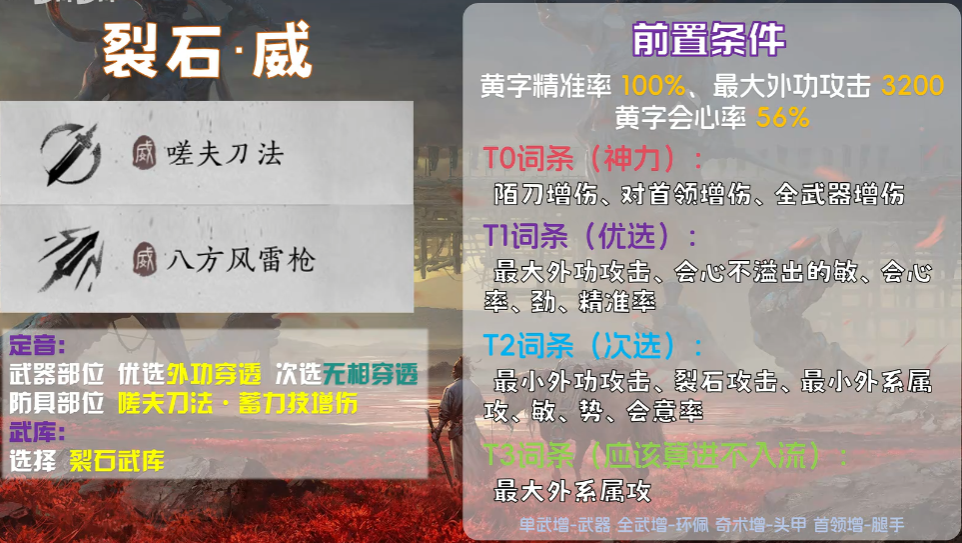 裂石·威
威 嗟夫刀法
威 八方风雷枪
定音:
武器部位 优选外功穿透 次选无相穿透
防具部位 嗟夫刀法·蓄力技增伤
武库:
选择 裂石武库
前置条件
黄字精准率 100%、最大外功攻击 3200
黄字会心率 56%
T0词条（神力）:
陌刀增伤、对首领增伤、全武器增伤
T1词条（优选）:
最大外功攻击、会心不溢出的敏、会心
率、劲、精准率
T2词条（次选）:
最小外功攻击、裂石攻击、最小外系属
攻、敏、势、会意率
T3词条（应该算进不入流）:
最大外系属攻
单武增-武器 全武增-环佩 奇术增-头甲 首领增-腿手